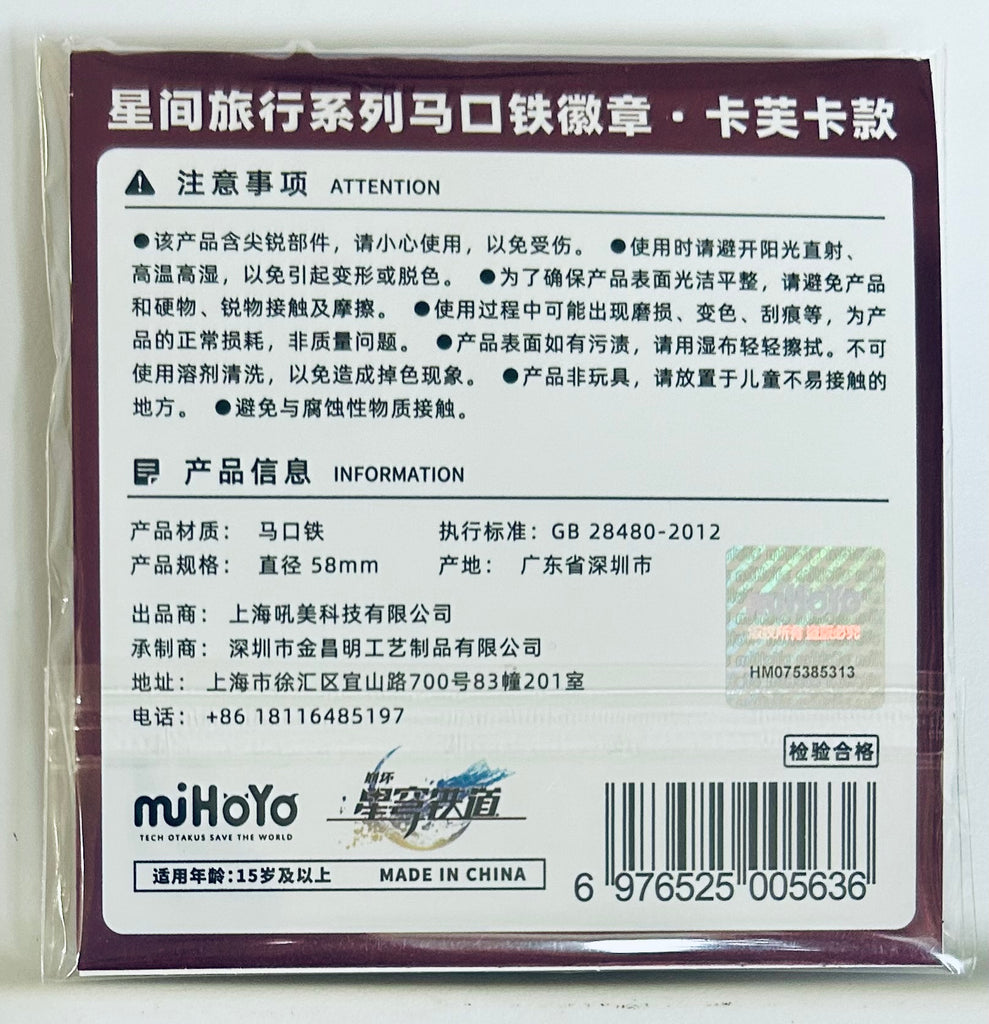 星间旅行系列马口铁徽章·卡芙卡款
注意事项 ATTENTION
●该产品含尖锐部件，请小心使用，以免受伤。 ●使用时请避开阳光直射、
高温高湿，以免引起变形或脱色。 ●为了确保产品表面光洁平整，请避免产品
和硬物、锐物接触及摩擦。 ●使用过程中可能出现磨损、变色、刮痕等，为产
品的正常损耗，非质量问题。 ●产品表面如有污渍，请用湿布轻轻擦拭。不可
使用溶剂清洗，以免造成掉色现象。 ●产品非玩具，请放置于儿童不易接触的
地方。 ●避免与腐蚀性物质接触。
产品信息 INFORMATION
产品材质： 马口铁 执行标准：GB 28480-2012
产品规格： 直径 58mm 产地： 广东省深圳市
出品商： 上海吼美科技有限公司
承制商： 深圳市金昌明工艺制品有限公司
地址： 上海市徐汇区宜山路700号83幢201室
电话： +86 18116485197
miHoYo
版权所有 盗版必究
HM075385313
检验合格
miHoYo
TECH OTAKUS SAVE THE WORLD
崩坏
星穹铁道
适用年龄:15岁及以上 MADE IN CHINA
6 976525 005636